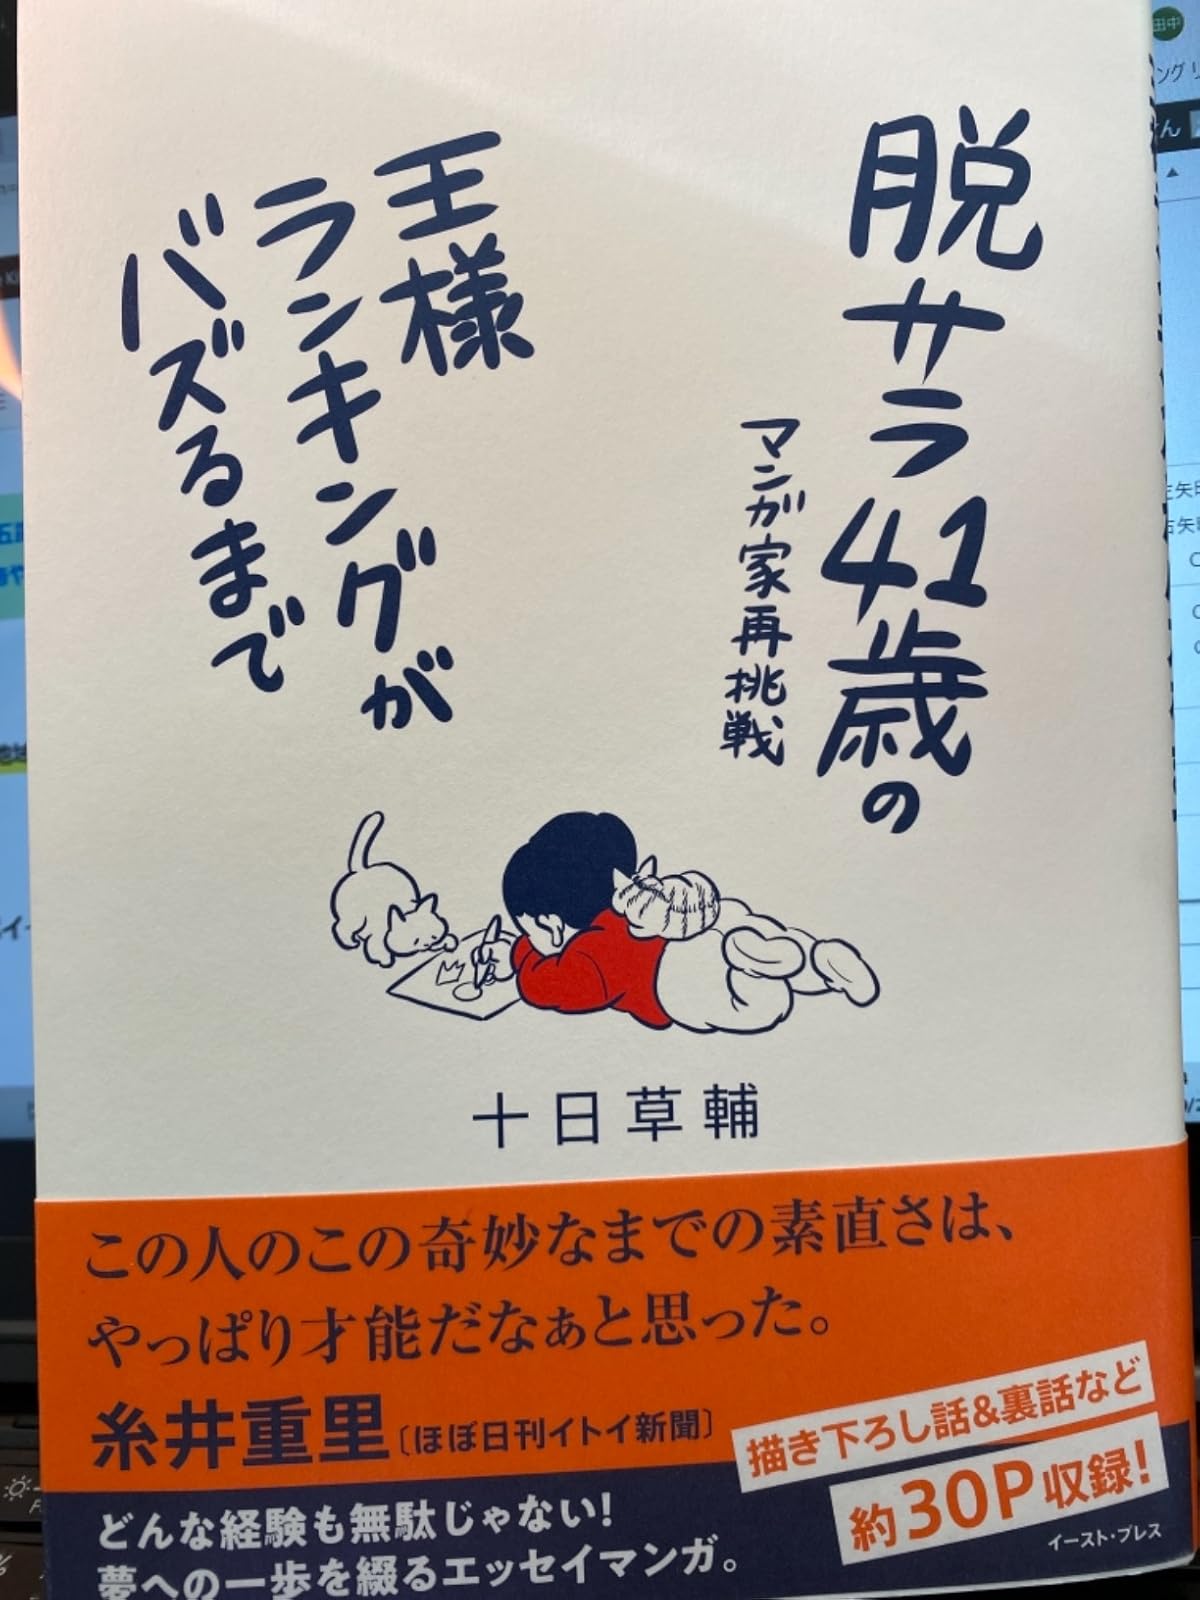 脱サラ41歳の
マンガ家再挑戦
王様
ランキングが
バズるまで
十日草輔
この人のこの奇妙なまでの素直さは、
やっぱり才能だなぁと思った。
糸井重里〔ほぼ日刊イトイ新聞〕
描き下ろし話&裏話など
約30P収録!
どんな経験も無駄じゃない!
夢への一歩を綴るエッセイマンガ。
イースト・プレス
田中